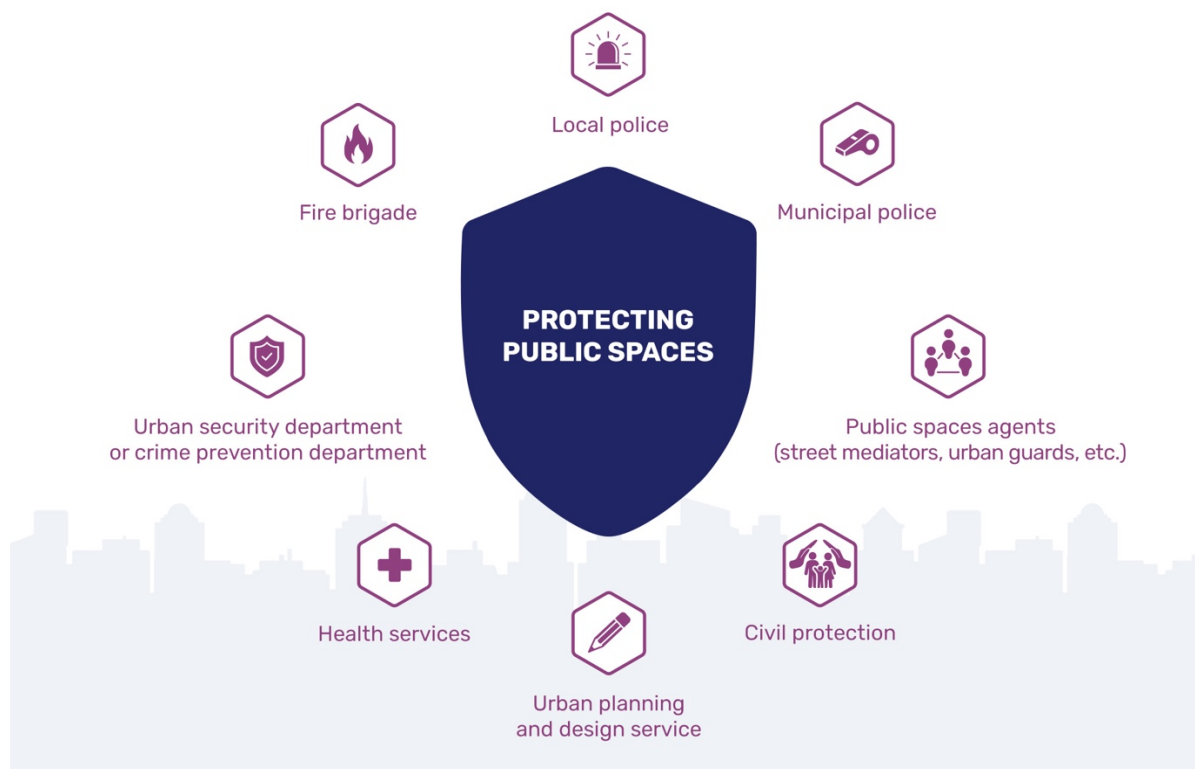 Local police
Fire brigade
Municipal police
PROTECTING
PUBLIC SPACES
Urban security department
or crime prevention department
Public spaces agents
(street mediators, urban guards, etc.)
Health services
Civil protection
Urban planning
and design service